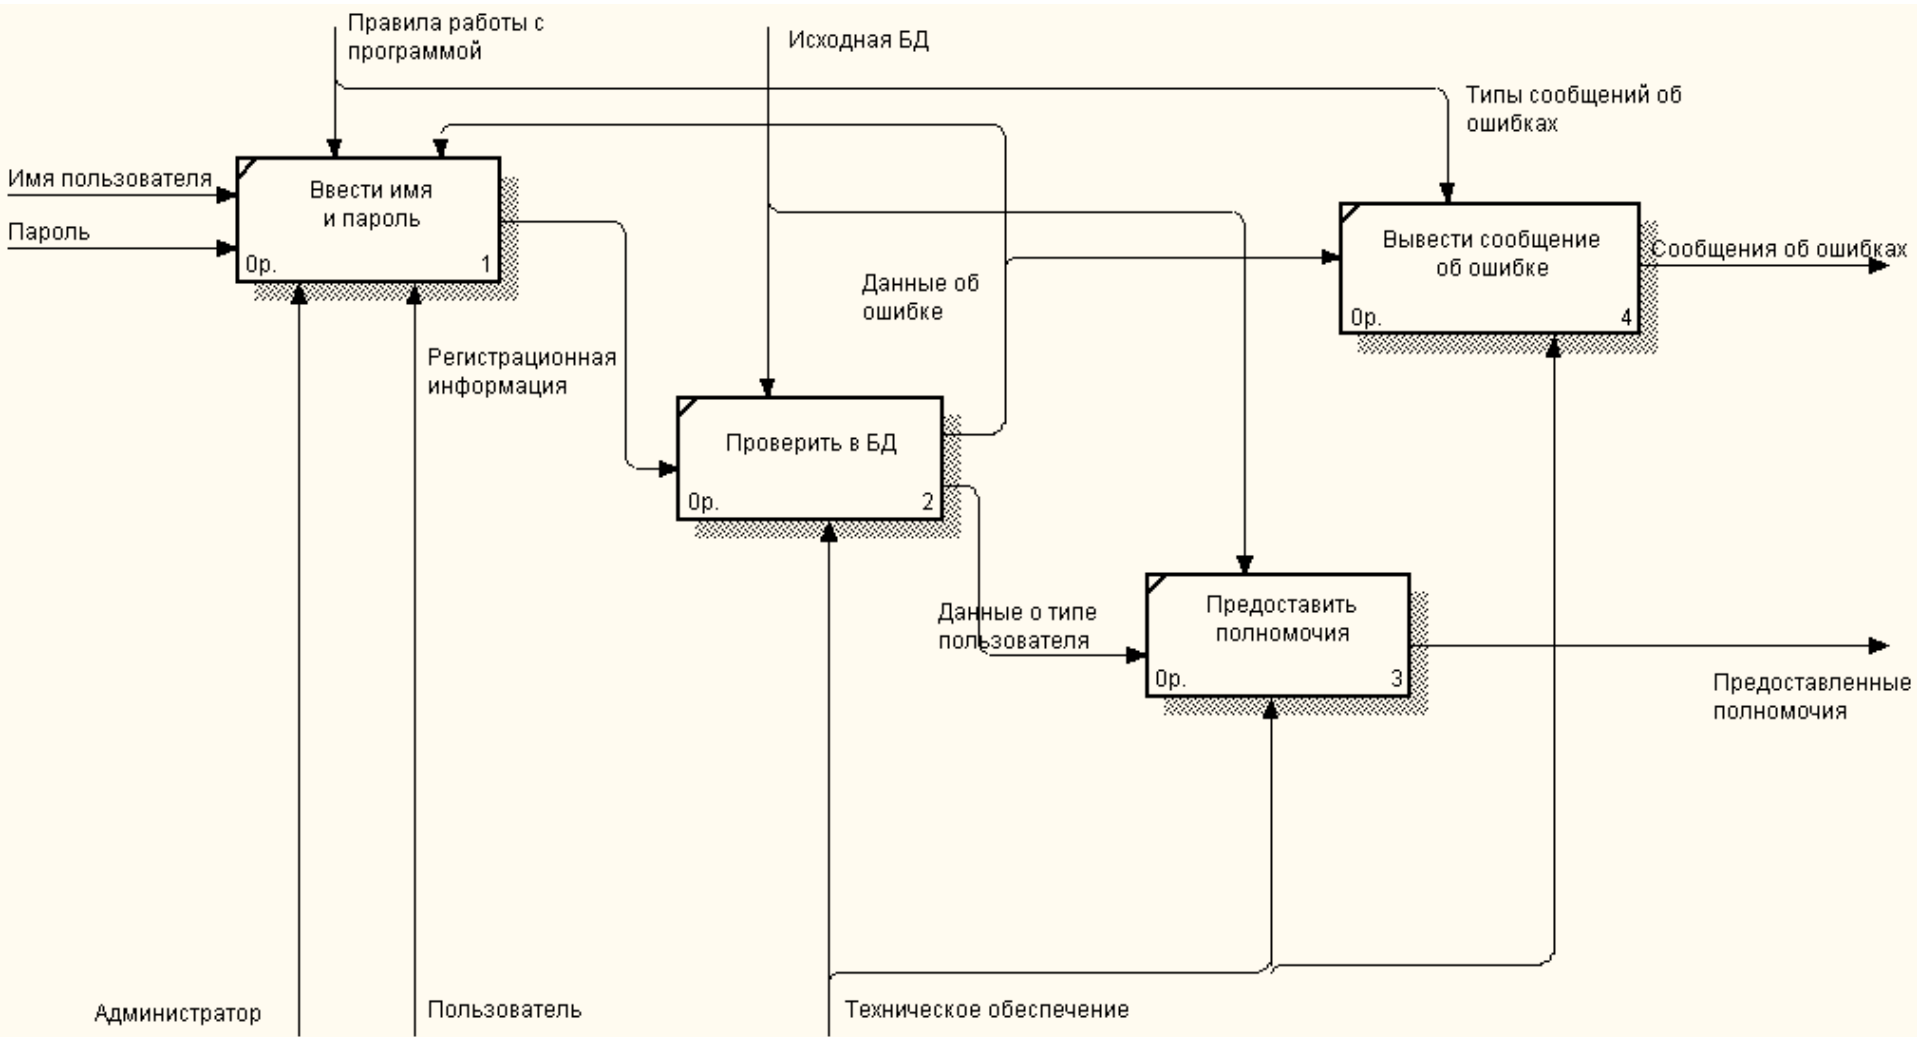 Правила работы с
программой
Исходная БД
Типы сообщений об
ошибках
Имя пользователя
Пароль
Ввести имя
и пароль
0р.
1
Вывести сообщение
об ошибке
0р.
4
Сообщения об ошибках
Данные об
ошибке
Регистрационная
информация
Проверить в БД
0р.
2
Данные о типе
пользователя
Предоставить
полномочия
0р.
3
Предоставленные
полномочия
Администратор
Пользователь
Техническое обеспечение